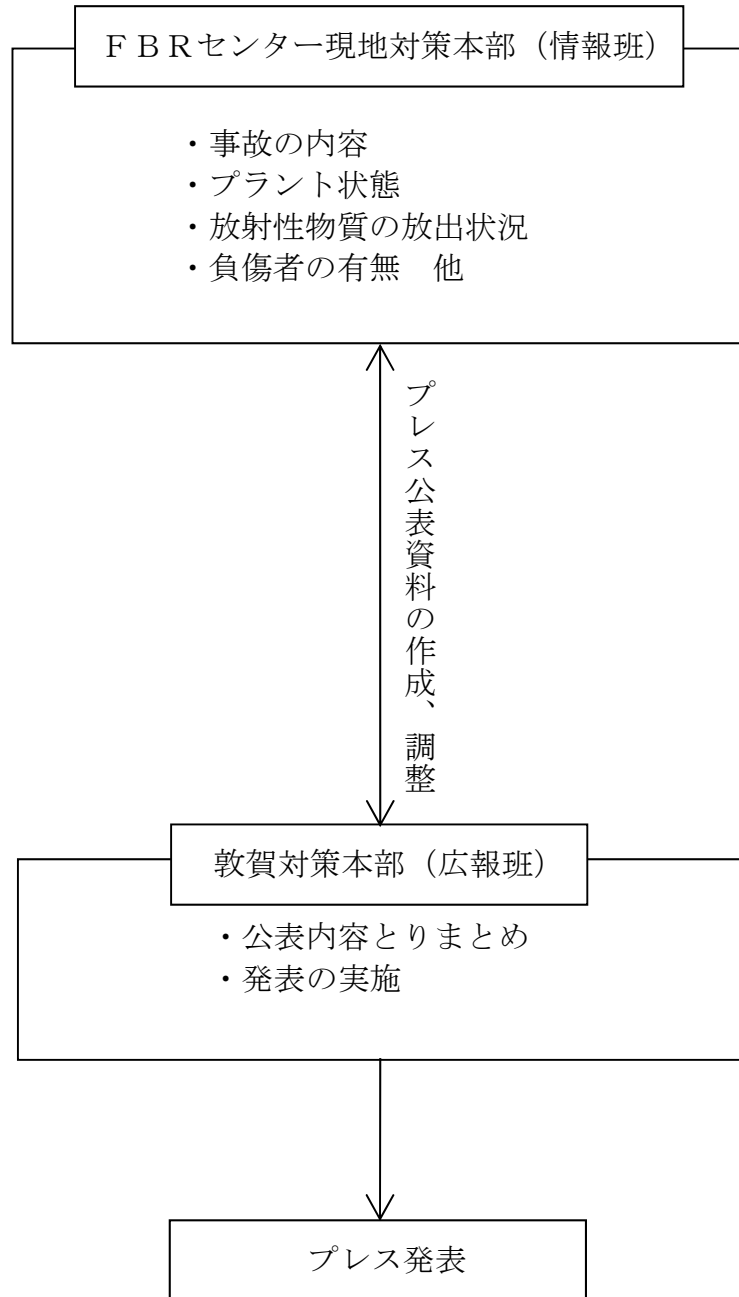 ＦＢＲセンター現地対策本部（情報班）
・事故の内容
・プラント状態
・放射性物質の放出状況
・負傷者の有無　他
プレス公表資料の作成、調整
敦賀対策本部（広報班）
・公表内容とりまとめ
・発表の実施
プレス発表